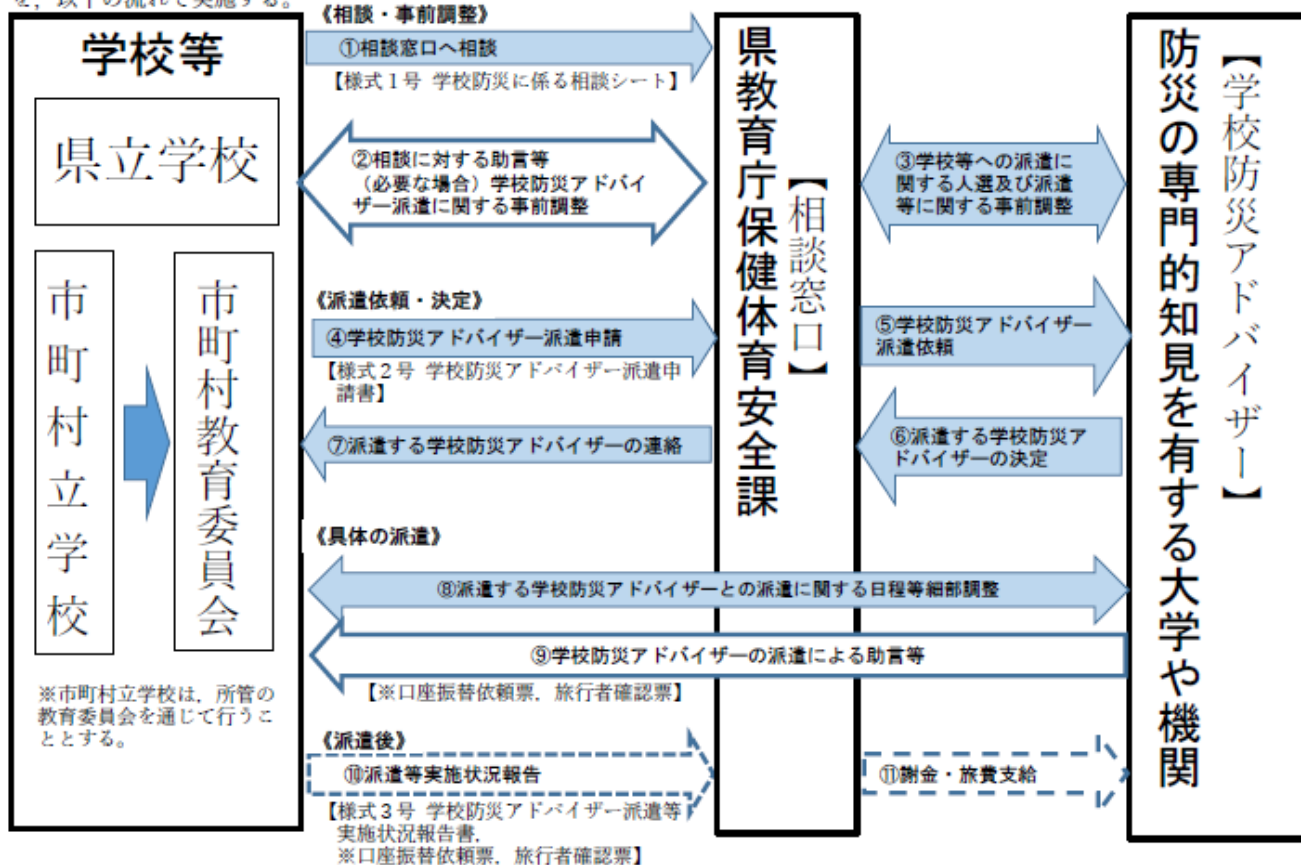 を，以下の流れで実施する。
学校等
県立学校
市町村立学校
市町村教育委員会
※市町村立学校は，所管の
教育委員会を通じて行うこ
ととする。
《相談・事前調整》
①相談窓口へ相談
【様式１号 学校防災に係る相談シート】
②相談に対する助言等
（必要な場合）学校防災アドバイ
ザー派遣に関する事前調整
《派遣依頼・決定》
④学校防災アドバイザー派遣申請
【様式２号 学校防災アドバイザー派遣申
請書】
⑦派遣する学校防災アドバイザーの連絡
《具体の派遣》
⑧派遣する学校防災アドバイザーとの派遣に関する日程等細部調整
⑨学校防災アドバイザーの派遣による助言等
【※口座振替依頼票，旅行者確認票】
《派遣後》
⑩派遣等実施状況報告
【様式３号 学校防災アドバイザー派遣等
実施状況報告書，
※口座振替依頼票，旅行者確認票】
県教育庁保健体育安全課
【相談窓口】
③学校等への派遣に
関する人選及び派遣
等に関する事前調整
⑤学校防災アドバイザー
派遣依頼
⑥派遣する学校防災ア
ドバイザーの決定
⑪謝金・旅費支給
【学校防災アドバイザー】
防災の専門的知見を有する大学や機関